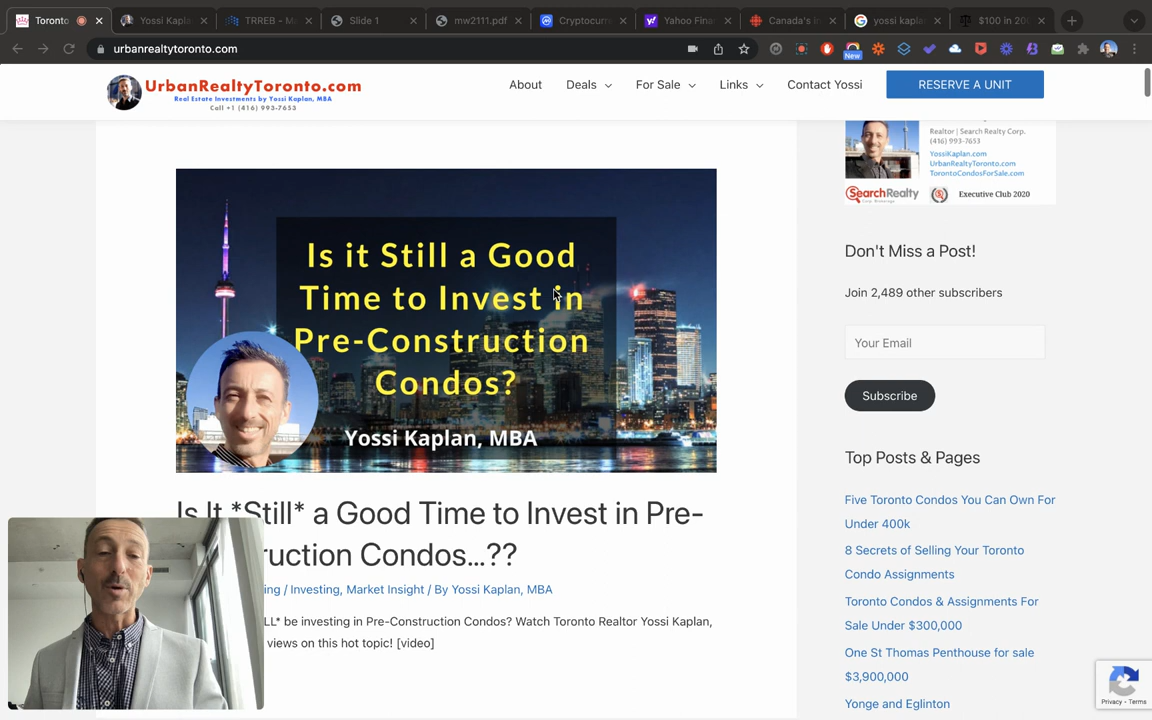 Toronto
Yossi Kaplan
TRREB - Ma
Slide 1
mw2111.pdf
Cryptocurr
Yahoo Finan
Canada's in
yossi kaplan
$100 in 200
urbanrealtytoronto.com
New
UrbanRealtyToronto.com
Real Estate Investments by Yossi Kaplan, MBA
Call +1 (416) 993-7653
About
Deals
For Sale
Links
Contact Yossi
RESERVE A UNIT
Realtor | Search Realty Corp.
(416) 993-7653
YossiKaplan.com
UrbanRealtyToronto.com
TorontoCondosForSale.com
SearchRealty
Executive Club 2020
Is it Still a Good
Time to Invest in
Pre-Construction
Condos?
Yossi Kaplan, MBA
Don't Miss a Post!
Join 2,489 other subscribers
Your Email
Subscribe
Is It *Still* a Good Time to Invest in Pre-
ruction Condos...??
ing / Investing, Market Insight / By Yossi Kaplan, MBA
LL* be investing in Pre-Construction Condos? Watch Toronto Realtor Yossi Kaplan,
views on this hot topic! [video]
Top Posts & Pages
Five Toronto Condos You Can Own For
Under 400k
8 Secrets of Selling Your Toronto
Condo Assignments
Toronto Condos & Assignments For
Sale Under $300,000
One St Thomas Penthouse for sale
$3,900,000
Yonge and Eglinton
Privacy - Terms